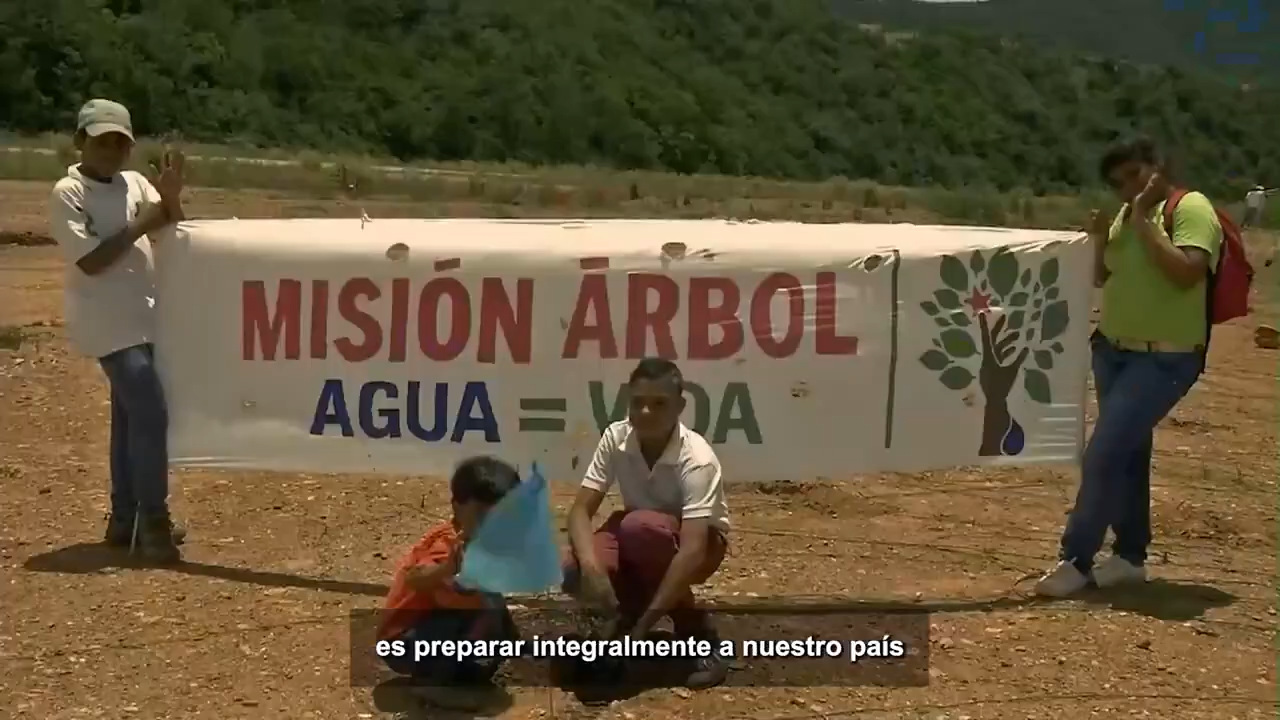 MISIÓN ÁRBOL
AGUA = VIDA
es preparar integralmente a nuestro país